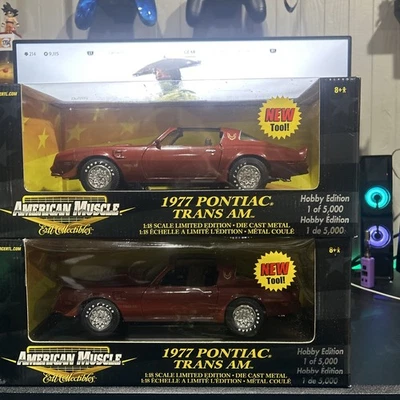 NEW
Tool!
8+
1977 PONTIAC®
TRANS AM®
AMERICAN MUSCLE
Ertl Collectibles
Hobby Edition
1 of 5,000
Hobby Edition
1 de 5,000
1:18 SCALE LIMITED EDITION • DIE CAST METAL
1:18 ÉCHELLE A LIMITÉ L'ÉDITION • MÉTAL COULÉ
8+
NEW
Tool!
1977 PONTIAC®
TRANS AM®
AMERICAN MUSCLE
Ertl Collectibles
Hobby Edition
1 of 5,000
Hobby Edition
1 de 5,000
1:18 SCALE LIMITED EDITION • DIE CAST METAL
1:18 ÉCHELLE A LIMITÉ L'ÉDITION • MÉTAL COULÉ